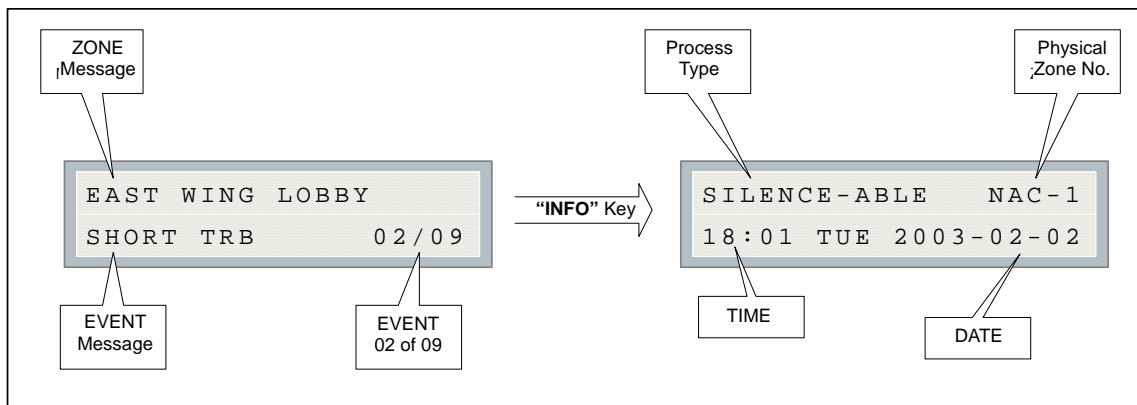 ZONE
Message
Process
Type
Physical
Zone No.
EAST WING LOBBY
SHORT TRB 02/09
"INFO" Key
SILENCE-ABLE NAC-1
18:01 TUE 2003-02-02
EVENT
Message
EVENT
02 of 09
TIME
DATE